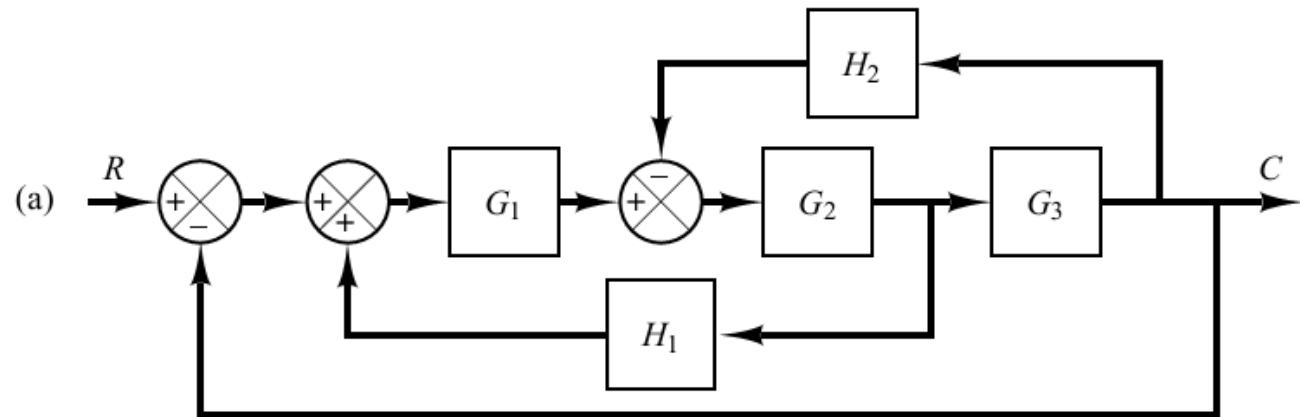 H₂
(a) R + − + + G₁ + − G₂ G₃ C
H₁